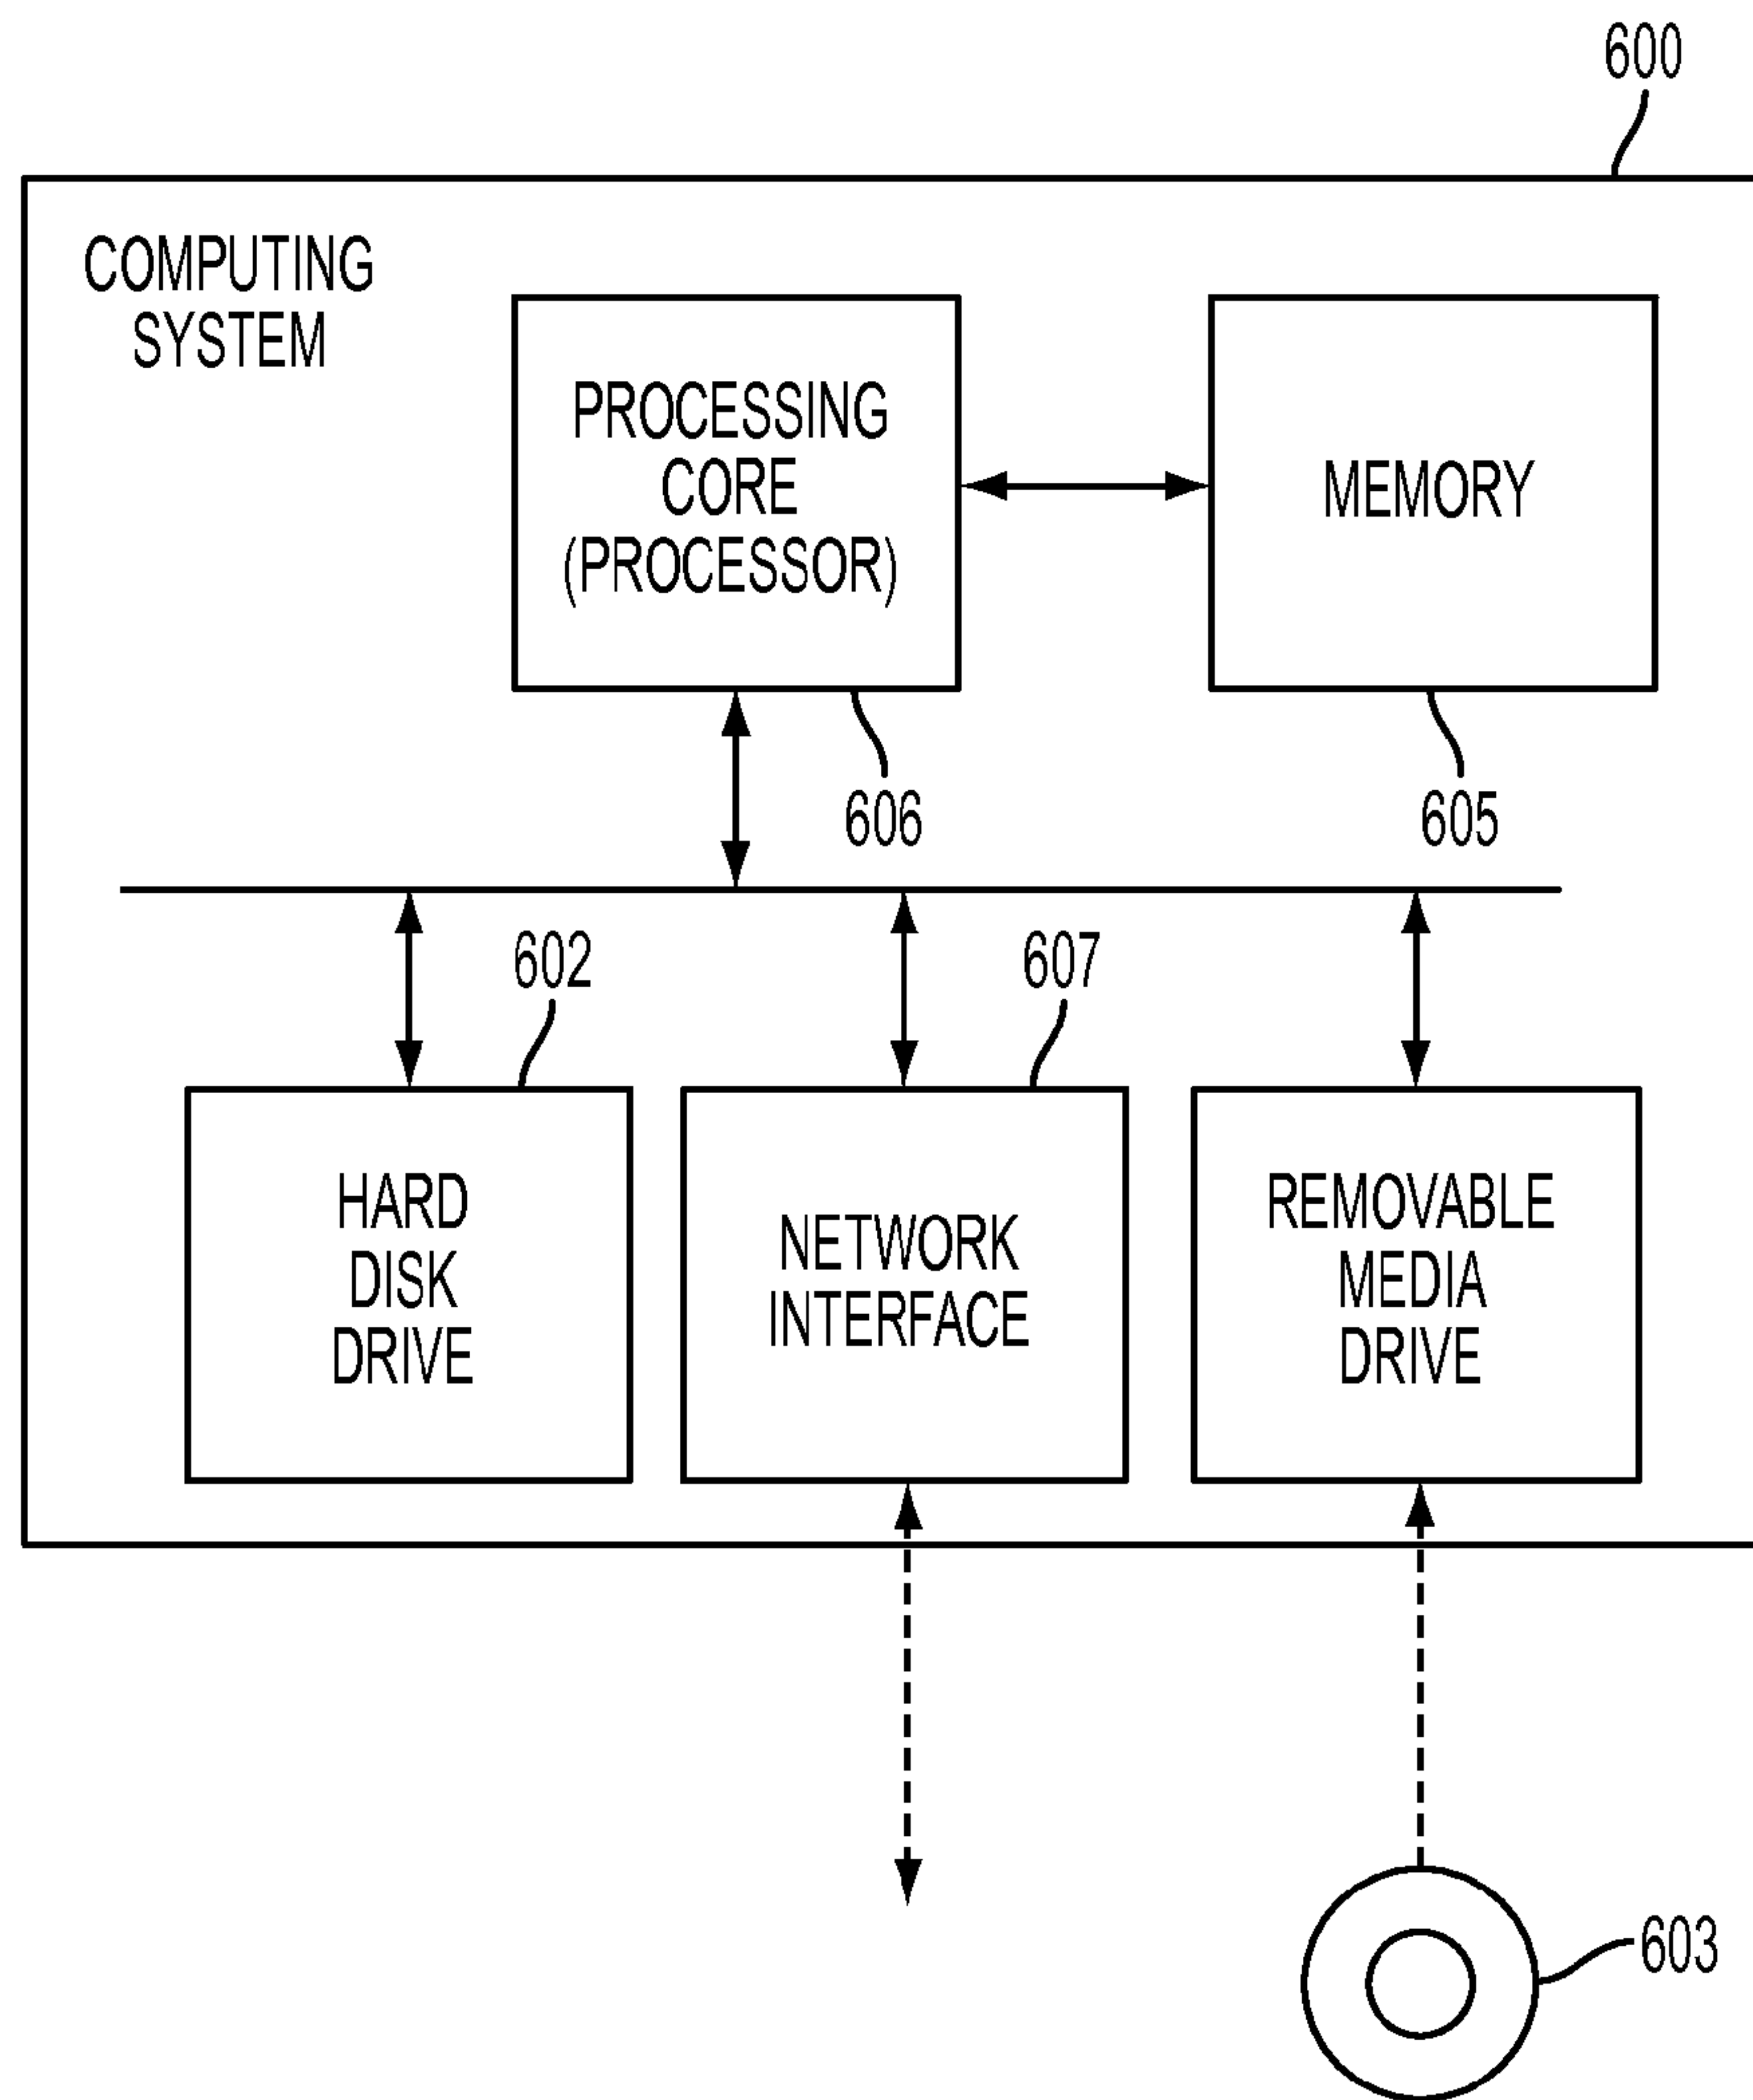 600
COMPUTING
SYSTEM
PROCESSING
CORE
(PROCESSOR)
MEMORY
606
605
602
607
HARD
DISK
DRIVE
NETWORK
INTERFACE
REMOVABLE
MEDIA
DRIVE
603